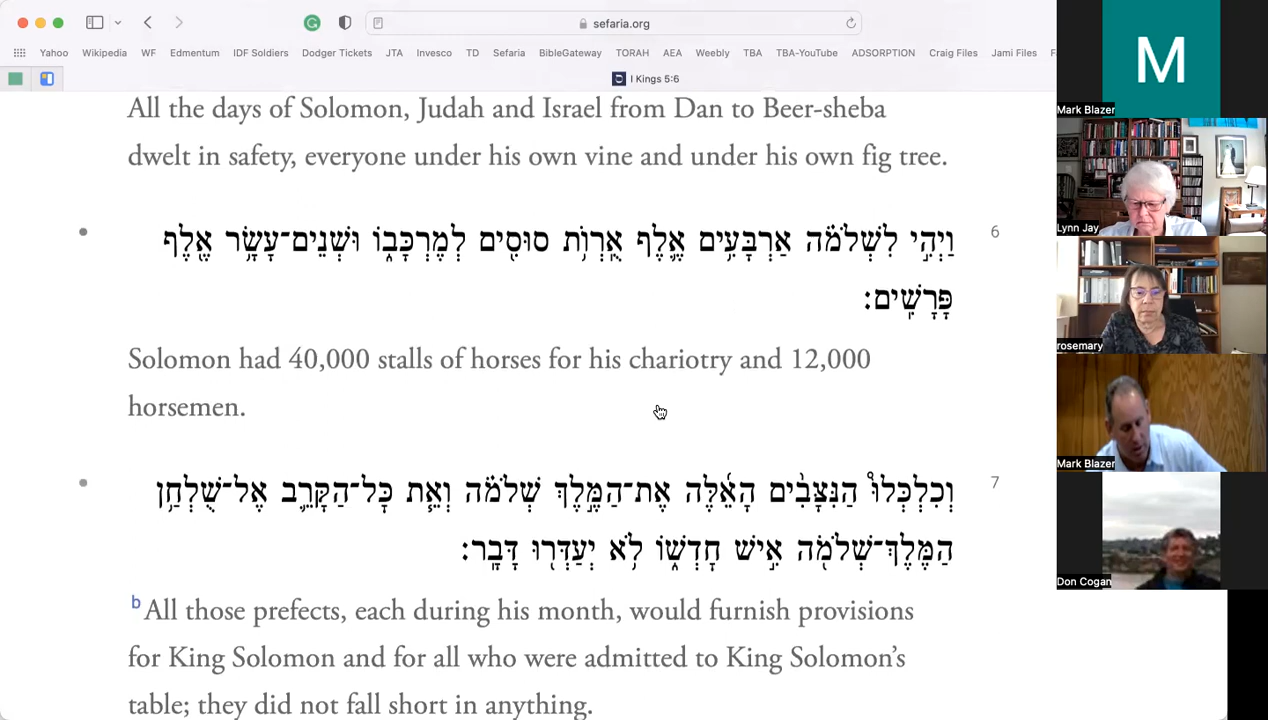 sefaria.org
Yahoo Wikipedia WF Edmentum IDF Soldiers Dodger Tickets JTA Invesco TD Sefaria BibleGateway TORAH AEA Weebly TBA TBA-YouTube ADSORPTION Craig Files Jami Files
I Kings 5:6
All the days of Solomon, Judah and Israel from Dan to Beer-sheba
dwelt in safety, everyone under his own vine and under his own fig tree.
6
וַיְהִ֣י לִשְׁלֹמֹ֗ה אַרְבָּעִ֥ים אֶ֛לֶף אֻֽרְוֺ֥ת סוּסִ֖ים לְמֶרְכָּב֑וֹ וּשְׁנֵים־עָשָׂ֥ר אֶ֖לֶף
פָּרָשִֽׁים׃
Solomon had 40,000 stalls of horses for his chariotry and 12,000
horsemen.
7
וְכִלְכְּלוּ֩ הַנִּצָּבִ֨ים הָאֵ֜לֶּה אֶת־הַמֶּ֣לֶךְ שְׁלֹמֹ֗ה וְאֵ֧ת כׇּל־הַקָּרֵ֛ב אֶל־שֻׁלְחַ֥ן
הַמֶּֽלֶךְ־שְׁלֹמֹ֖ה אִ֣ישׁ חׇדְשׁ֑וֹ לֹ֥א יְעַדְּר֖וּ דָּבָֽר׃
b All those prefects, each during his month, would furnish provisions
for King Solomon and for all who were admitted to King Solomon’s
table; they did not fall short in anything.
M
Mark Blazer
Lynn Jay
rosemary
Mark Blazer
Don Cogan